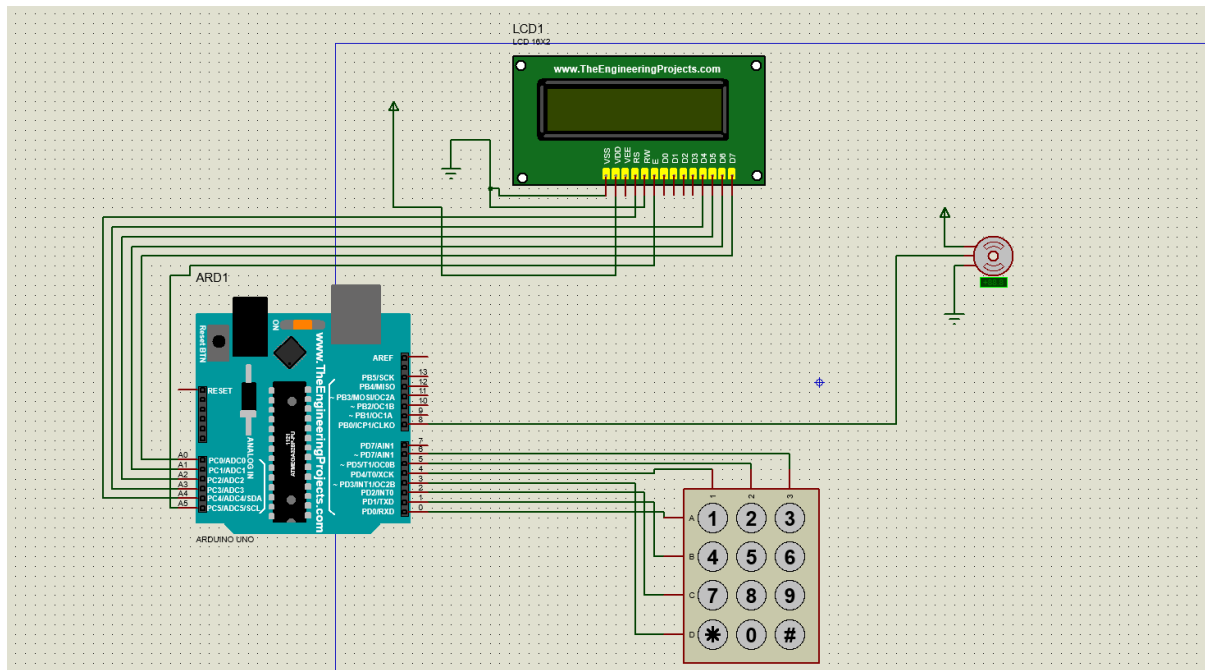 LCD1
LCD 16X2
www.TheEngineeringProjects.com
VSS
VDD
VEE
RS
RW
E
D0
D1
D2
D3
D4
D5
D6
D7
ARD1
Reset BTN
ON
www.TheEngineeringProjects.com
AREF
RESET
13
PB5/SCK
12
PB4/MISO
11
~ PB3/MOSI/OC2A
10
~ PB2/OC1B
9
~ PB1/OC1A
8
PB0/ICP1/CLKO
7
PD7/AIN1
6
~ PD7/AIN1
5
~ PD5/T1/OC0B
4
PD4/T0/XCK
3
~ PD3/INT1/OC2B
2
PD2/INT0
1
PD1/TXD
0
PD0/RXD
ANALOG IN
A0
PC0/ADC0
A1
PC1/ADC1
A2
PC2/ADC2
A3
PC3/ADC3
A4
PC4/ADC4/SDA
A5
PC5/ADC5/SCL
1121
ARDUINO UNO
1
2
3
A
1 2 3
B
4 5 6
C
7 8 9
D
* 0 #